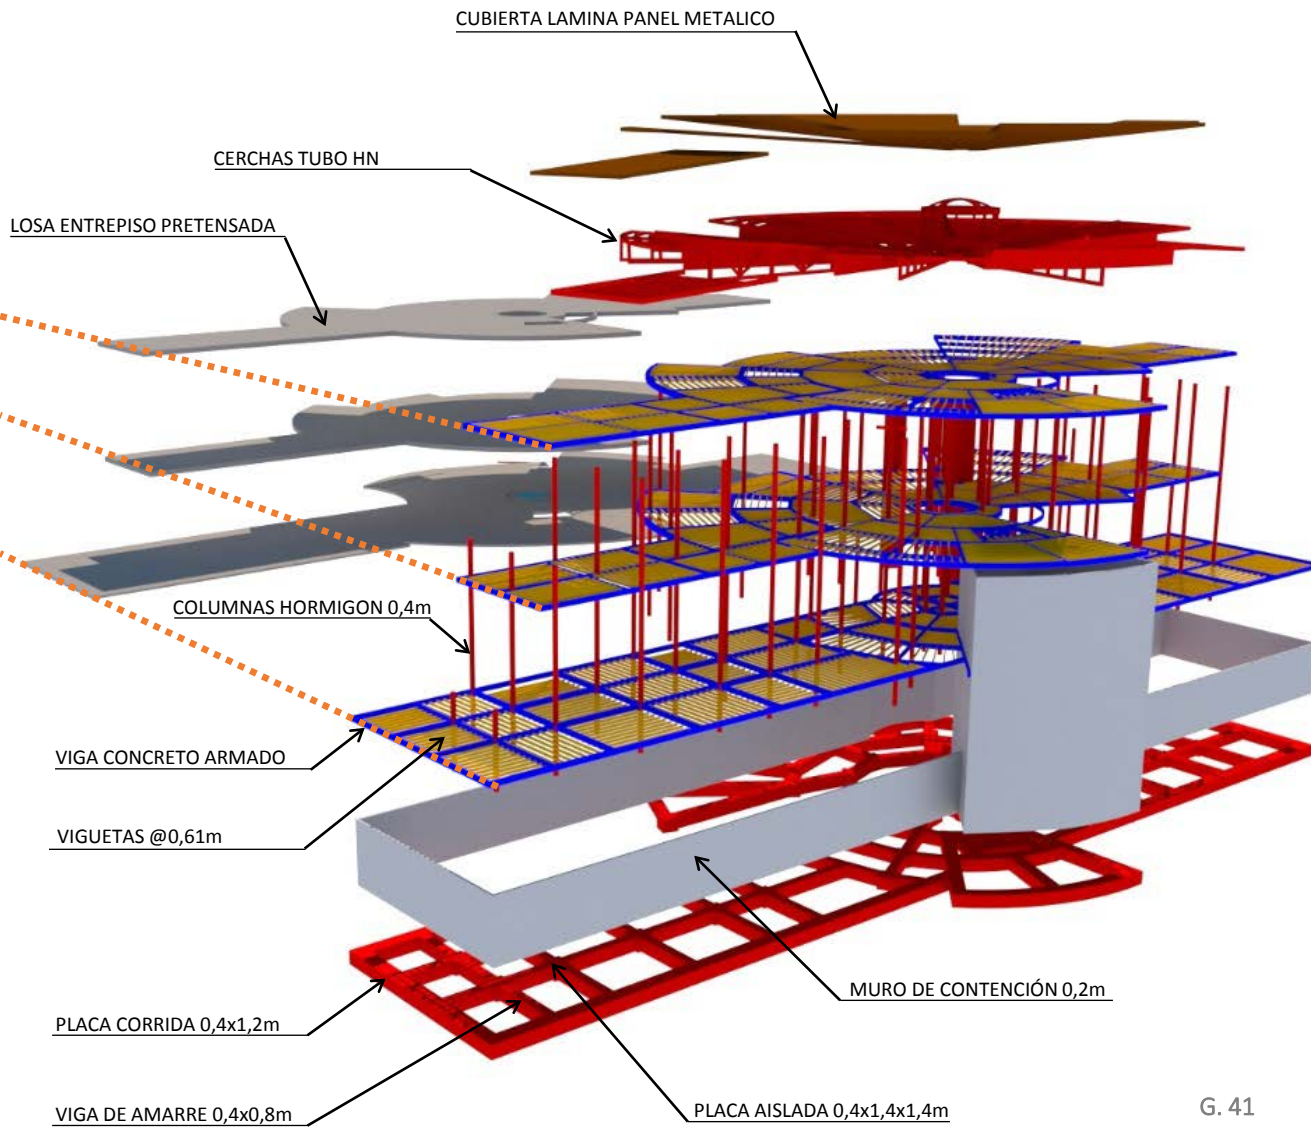 CUBIERTA LAMINA PANEL METALICO
CERCHAS TUBO HN
LOSA ENTREPISO PRETENSADA
COLUMNAS HORMIGON 0,4m
VIGA CONCRETO ARMADO
VIGUETAS @0,61m
MURO DE CONTENCIÓN 0,2m
PLACA CORRIDA 0,4x1,2m
VIGA DE AMARRE 0,4x0,8m
PLACA AISLADA 0,4x1,4x1,4m
G. 41